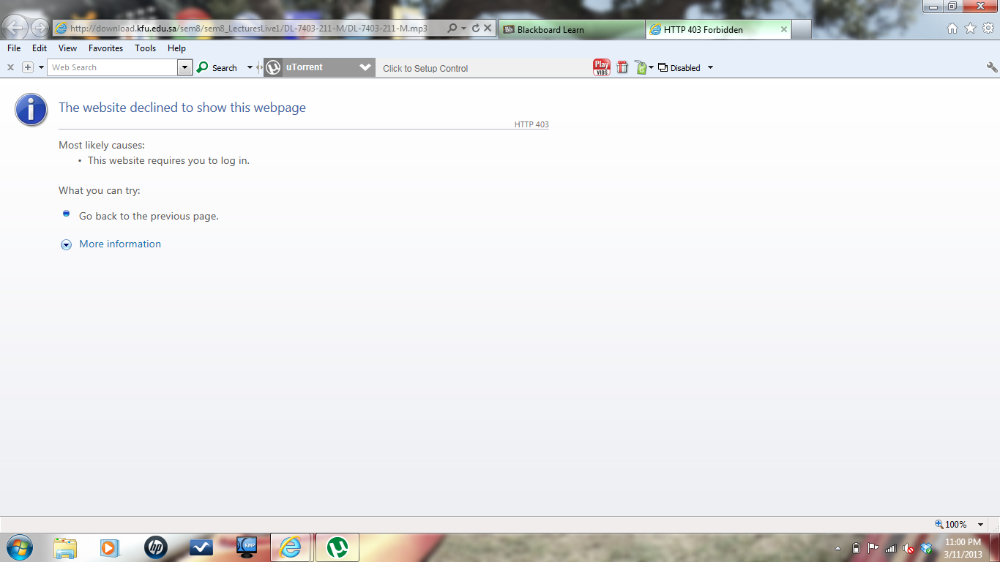 http://download.kfu.edu.sa/sem8/sem8_LecturesLive1/DL-7403-211-M/DL-7403-211-M.mp3
Bb Blackboard Learn
HTTP 403 Forbidden
File Edit View Favorites Tools Help
Web Search
Search
uTorrent
Click to Setup Control
Play VIDS
G
Disabled
The website declined to show this webpage
HTTP 403
Most likely causes:
• This website requires you to log in.
What you can try:
Go back to the previous page.
More information
100%
hp
KMP
11:00 PM
3/11/2013